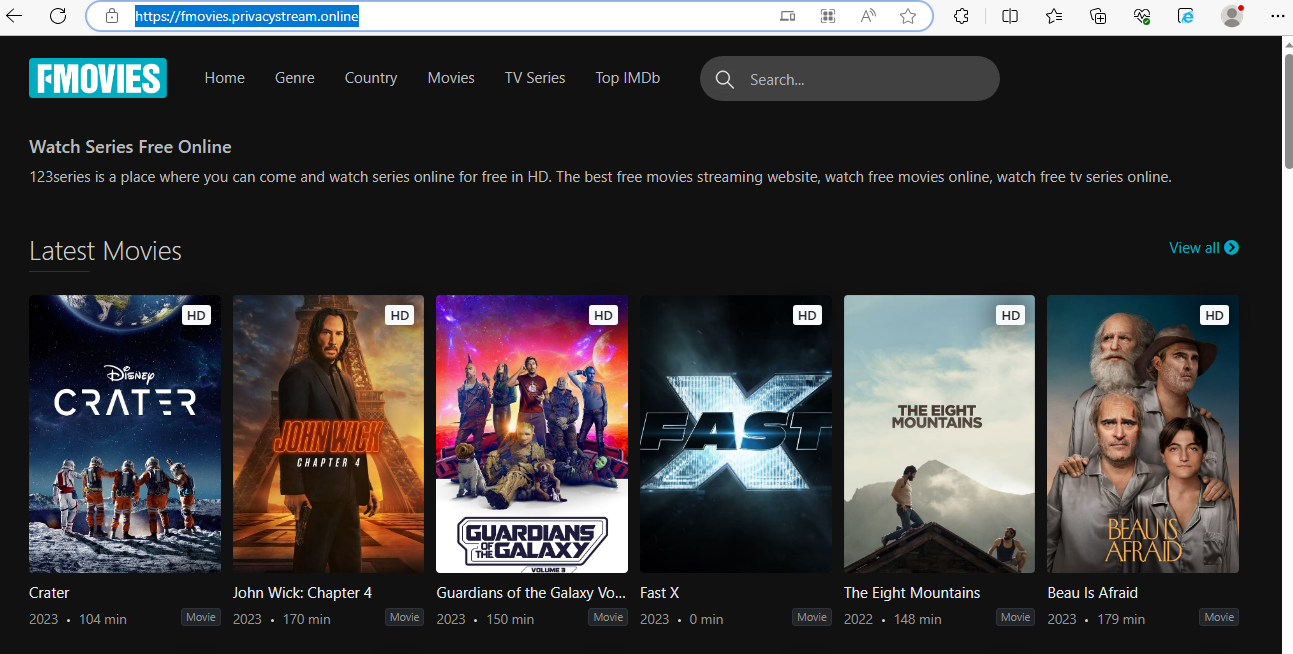 https://fmovies.privacystream.online
FMOVIES
Home Genre Country Movies TV Series Top IMDb Search...
Watch Series Free Online
123series is a place where you can come and watch series online for free in HD. The best free movies streaming website, watch free movies online, watch free tv series online.
Latest Movies
View all
HD HD HD HD HD HD
Disney
CRATER
JOHN WICK
CHAPTER 4
GUARDIANS
OF THE
GALAXY
VOLUME 3
FAST X
THE EIGHT
MOUNTAINS
BEAU IS
AFRAID
Crater John Wick: Chapter 4 Guardians of the Galaxy Vo... Fast X The Eight Mountains Beau Is Afraid
2023 • 104 min Movie 2023 • 170 min Movie 2023 • 150 min Movie 2023 • 0 min Movie 2022 • 148 min Movie 2023 • 179 min Movie